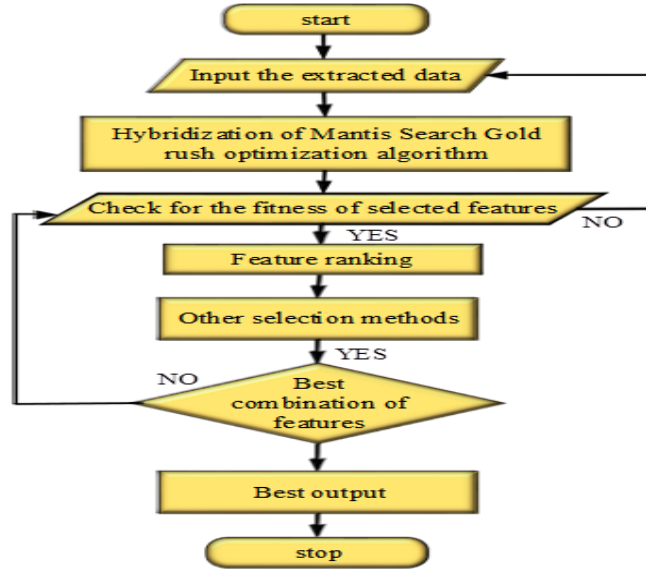 start
Input the extracted data
Hybridization of Mantis Search Gold
rush optimization algorithm
Check for the fitness of selected features
NO
YES
Feature ranking
Other selection methods
YES
NO
Best
combination of
features
Best output
stop